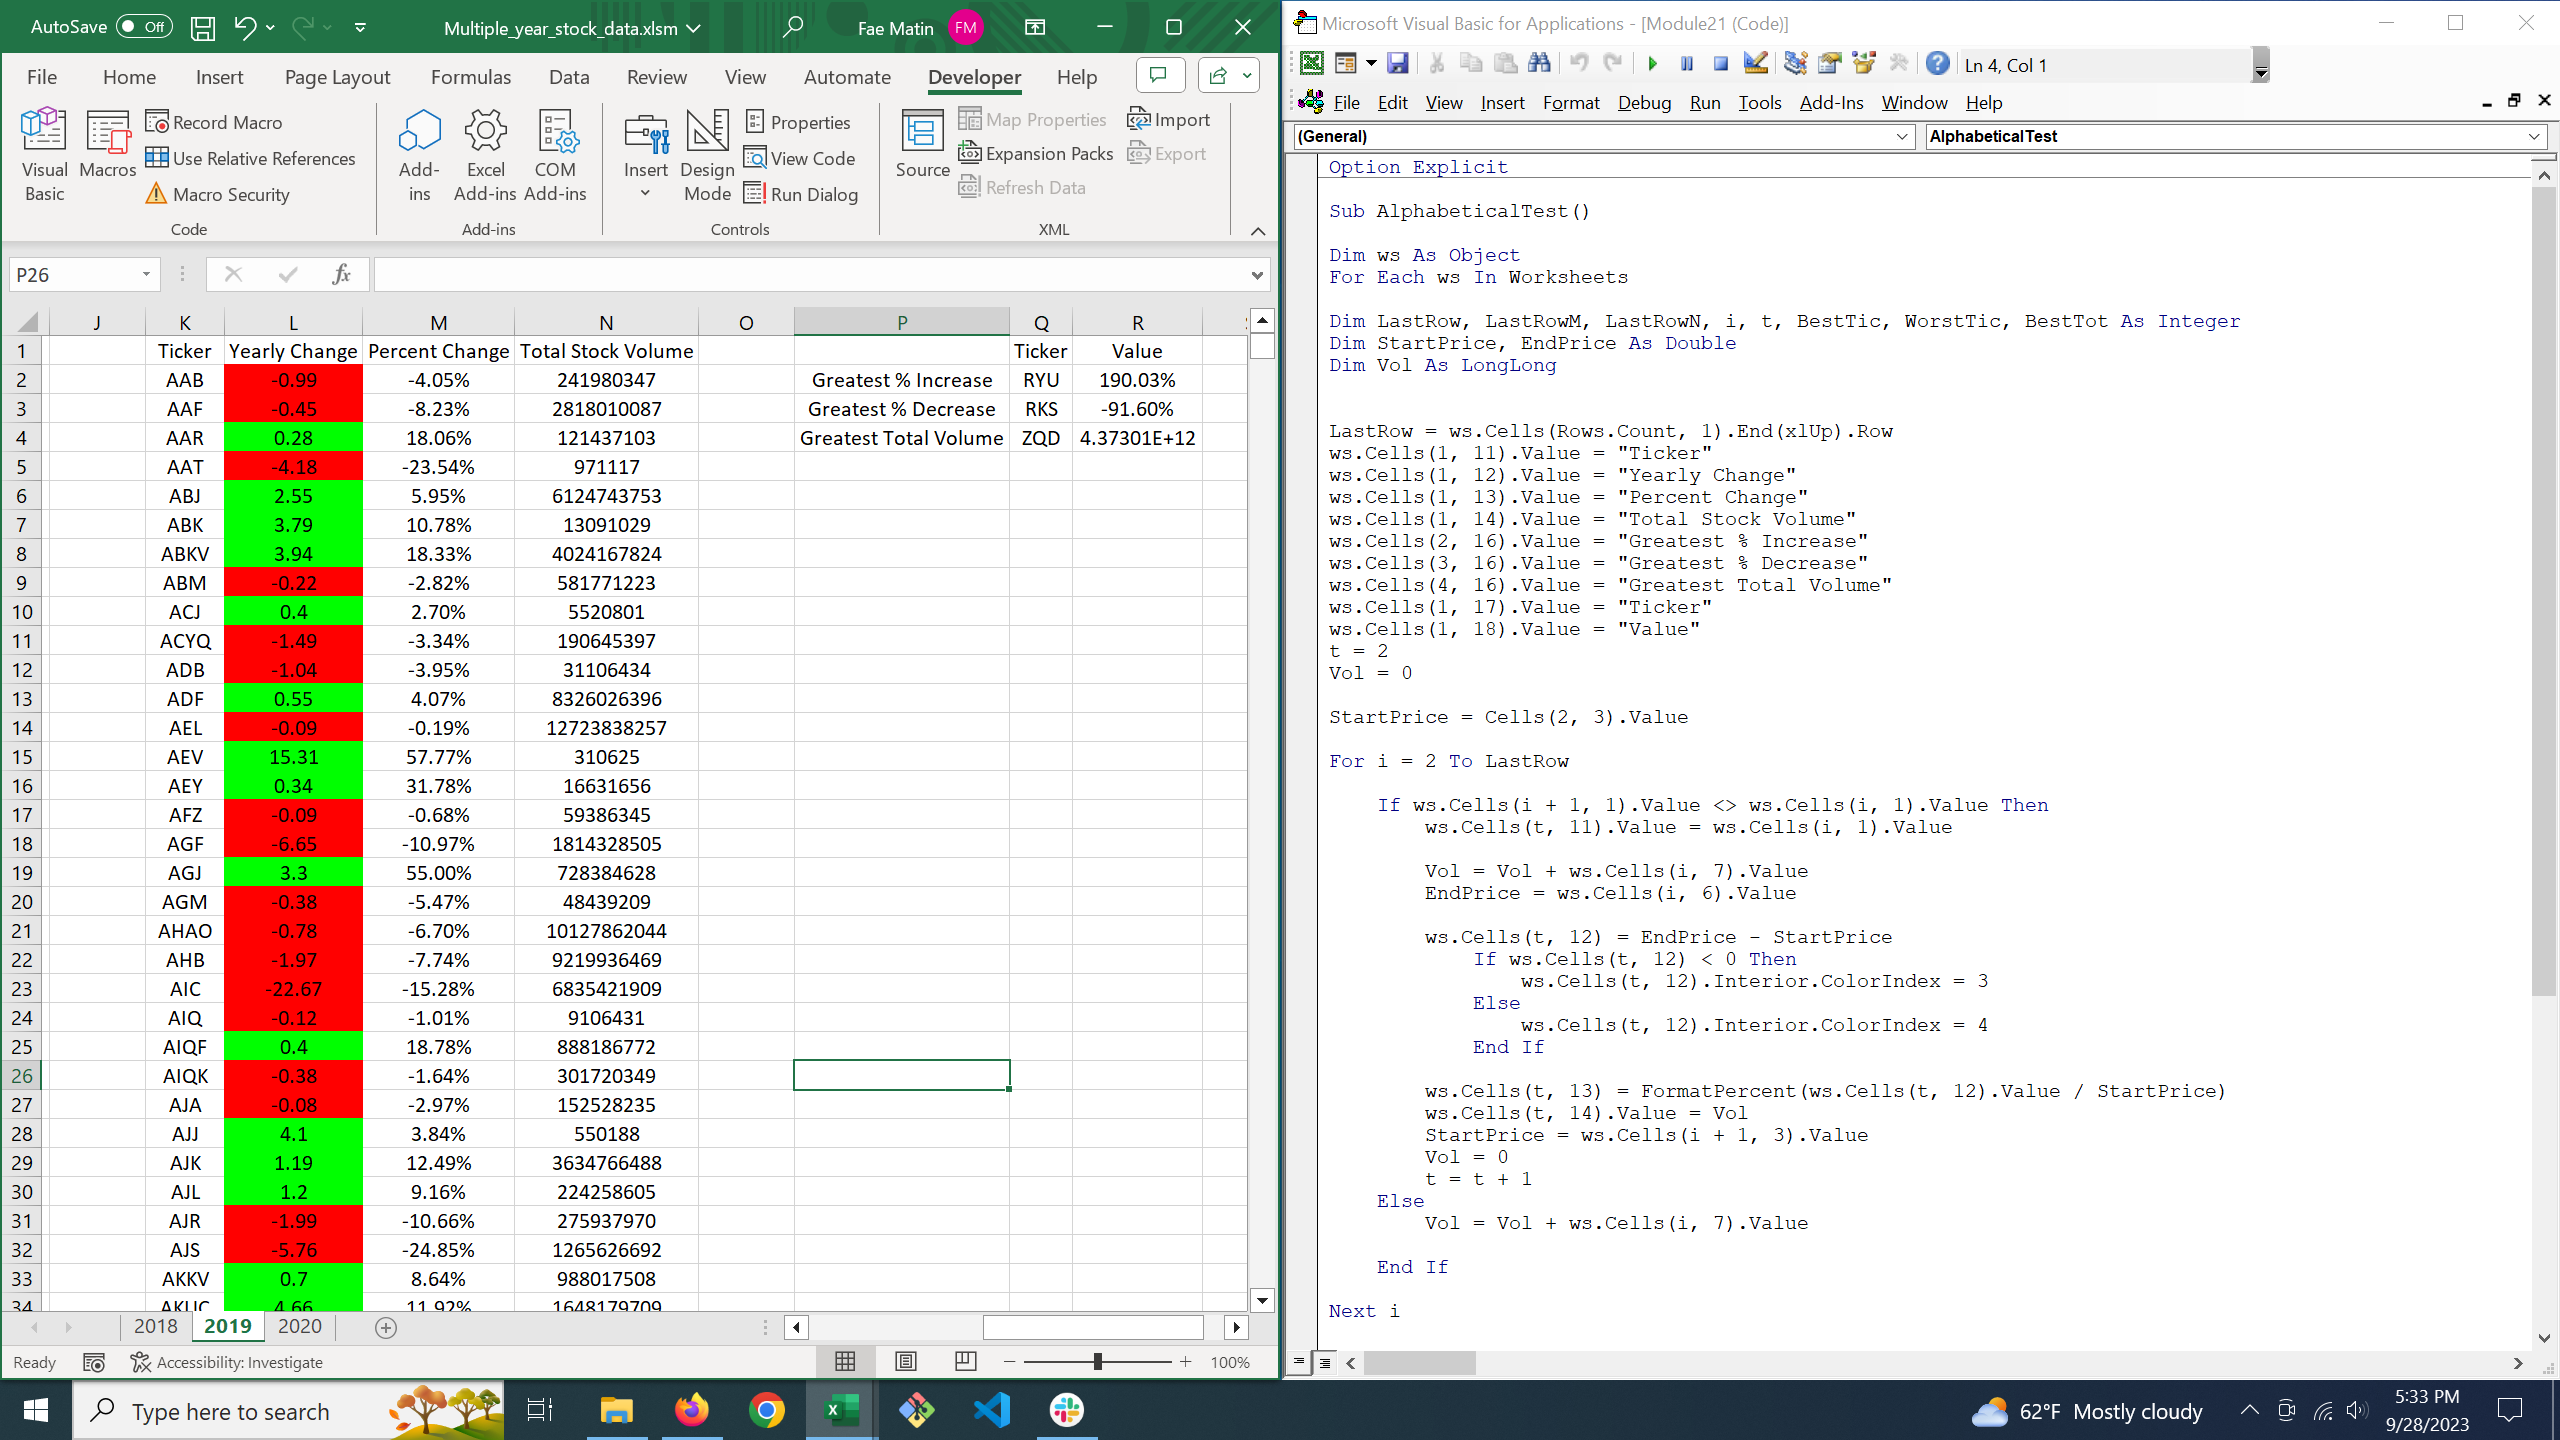 AutoSave Off
Multiple_year_stock_data.xlsm
Fae Matin FM
File Home Insert Page Layout Formulas Data Review View Automate Developer Help
Visual Basic
Macros
Record Macro
Use Relative References
Macro Security
Code
Add-ins
Excel Add-ins
COM Add-ins
Add-ins
Insert
Design Mode
Properties
View Code
Run Dialog
Controls
Source
Map Properties
Expansion Packs
Refresh Data
Import
Export
XML
P26
fx
J K L M N O P Q R
1 Ticker Yearly Change Percent Change Total Stock Volume Ticker Value
2 AAB -0.99 -4.05% 241980347 Greatest % Increase RYU 190.03%
3 AAF -0.45 -8.23% 2818010087 Greatest % Decrease RKS -91.60%
4 AAR 0.28 18.06% 121437103 Greatest Total Volume ZQD 4.37301E+12
5 AAT -4.18 -23.54% 971117
6 ABJ 2.55 5.95% 6124743753
7 ABK 3.79 10.78% 13091029
8 ABKV 3.94 18.33% 4024167824
9 ABM -0.22 -2.82% 581771223
10 ACJ 0.4 2.70% 5520801
11 ACYQ -1.49 -3.34% 190645397
12 ADB -1.04 -3.95% 31106434
13 ADF 0.55 4.07% 8326026396
14 AEL -0.09 -0.19% 12723838257
15 AEV 15.31 57.77% 310625
16 AEY 0.34 31.78% 16631656
17 AFZ -0.09 -0.68% 59386345
18 AGF -6.65 -10.97% 1814328505
19 AGJ 3.3 55.00% 728384628
20 AGM -0.38 -5.47% 48439209
21 AHAO -0.78 -6.70% 10127862044
22 AHB -1.97 -7.74% 9219936469
23 AIC -22.67 -15.28% 6835421909
24 AIQ -0.12 -1.01% 9106431
25 AIQF 0.4 18.78% 888186772
26 AIQK -0.38 -1.64% 301720349
27 AJA -0.08 -2.97% 152528235
28 AJJ 4.1 3.84% 550188
29 AJK 1.19 12.49% 3634766488
30 AJL 1.2 9.16% 224258605
31 AJR -1.99 -10.66% 275937970
32 AJS -5.76 -24.85% 1265626692
33 AKKV 0.7 8.64% 988017508
34 AKUC 4.66 11.92% 1648179709
2018 2019 2020
Ready Accessibility: Investigate 100%
Microsoft Visual Basic for Applications - [Module21 (Code)]
Ln 4, Col 1
File Edit View Insert Format Debug Run Tools Add-Ins Window Help
(General) AlphabeticalTest
Option Explicit
Sub AlphabeticalTest()
Dim ws As Object
For Each ws In Worksheets
Dim LastRow, LastRowM, LastRowN, i, t, BestTic, WorstTic, BestTot As Integer
Dim StartPrice, EndPrice As Double
Dim Vol As LongLong
LastRow = ws.Cells(Rows.Count, 1).End(xlUp).Row
ws.Cells(1, 11).Value = "Ticker"
ws.Cells(1, 12).Value = "Yearly Change"
ws.Cells(1, 13).Value = "Percent Change"
ws.Cells(1, 14).Value = "Total Stock Volume"
ws.Cells(2, 16).Value = "Greatest % Increase"
ws.Cells(3, 16).Value = "Greatest % Decrease"
ws.Cells(4, 16).Value = "Greatest Total Volume"
ws.Cells(1, 17).Value = "Ticker"
ws.Cells(1, 18).Value = "Value"
t = 2
Vol = 0
StartPrice = Cells(2, 3).Value
For i = 2 To LastRow
If ws.Cells(i + 1, 1).Value <> ws.Cells(i, 1).Value Then
ws.Cells(t, 11).Value = ws.Cells(i, 1).Value
Vol = Vol + ws.Cells(i, 7).Value
EndPrice = ws.Cells(i, 6).Value
ws.Cells(t, 12) = EndPrice - StartPrice
If ws.Cells(t, 12) < 0 Then
ws.Cells(t, 12).Interior.ColorIndex = 3
Else
ws.Cells(t, 12).Interior.ColorIndex = 4
End If
ws.Cells(t, 13) = FormatPercent(ws.Cells(t, 12).Value / StartPrice)
ws.Cells(t, 14).Value = Vol
StartPrice = ws.Cells(i + 1, 3).Value
Vol = 0
t = t + 1
Else
Vol = Vol + ws.Cells(i, 7).Value
End If
Next i
Type here to search
62°F Mostly cloudy
5:33 PM
9/28/2023